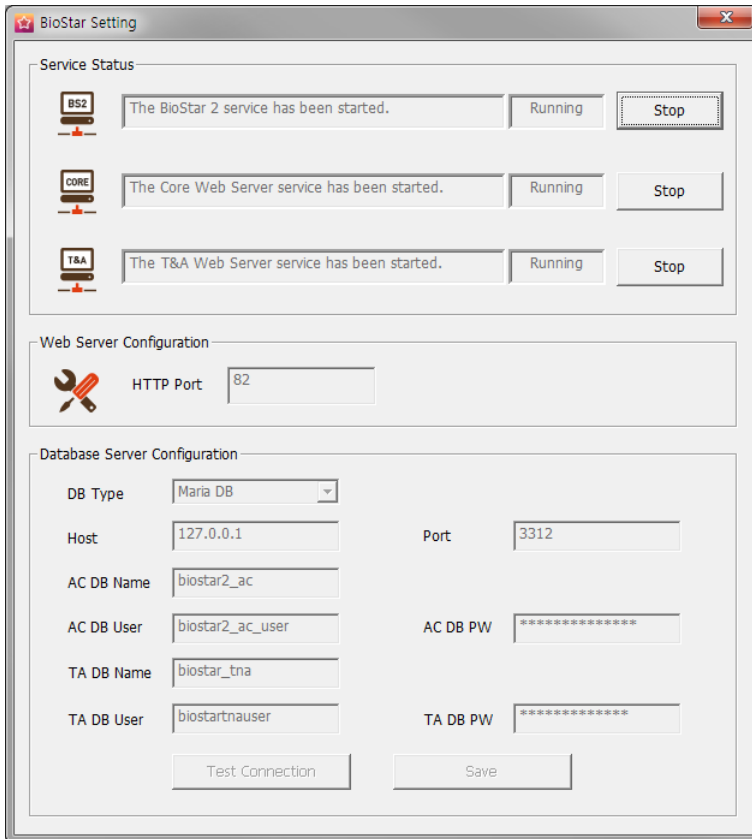 BioStar Setting
Service Status
BS2
The BioStar 2 service has been started.
Running
Stop
CORE
The Core Web Server service has been started.
Running
Stop
T&A
The T&A Web Server service has been started.
Running
Stop
Web Server Configuration
HTTP Port
82
Database Server Configuration
DB Type
Maria DB
Host
127.0.0.1
Port
3312
AC DB Name
biostar2_ac
AC DB User
biostar2_ac_user
AC DB PW
**************
TA DB Name
biostar_tna
TA DB User
biostartnauser
TA DB PW
*************
Test Connection
Save